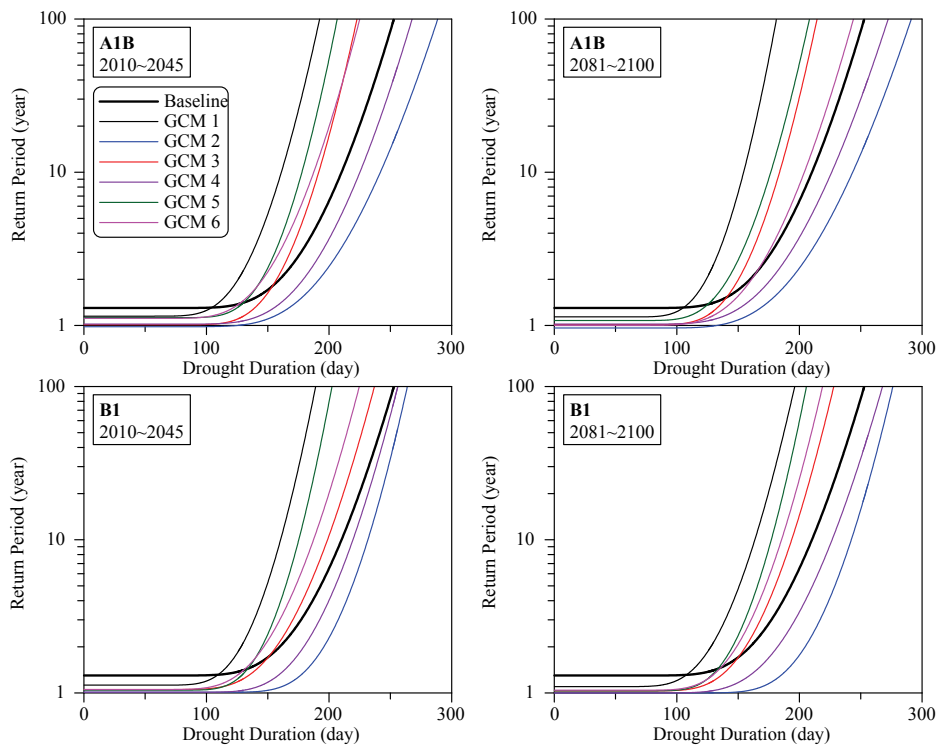 100
10
1
Return Period (year)
A1B
2010~2045
Baseline
GCM 1
GCM 2
GCM 3
GCM 4
GCM 5
GCM 6
0
100
200
300
Drought Duration (day)
100
10
1
Return Period (year)
A1B
2081~2100
0
100
200
300
Drought Duration (day)
100
10
1
Return Period (year)
B1
2010~2045
0
100
200
300
Drought Duration (day)
100
10
1
Return Period (year)
B1
2081~2100
0
100
200
300
Drought Duration (day)